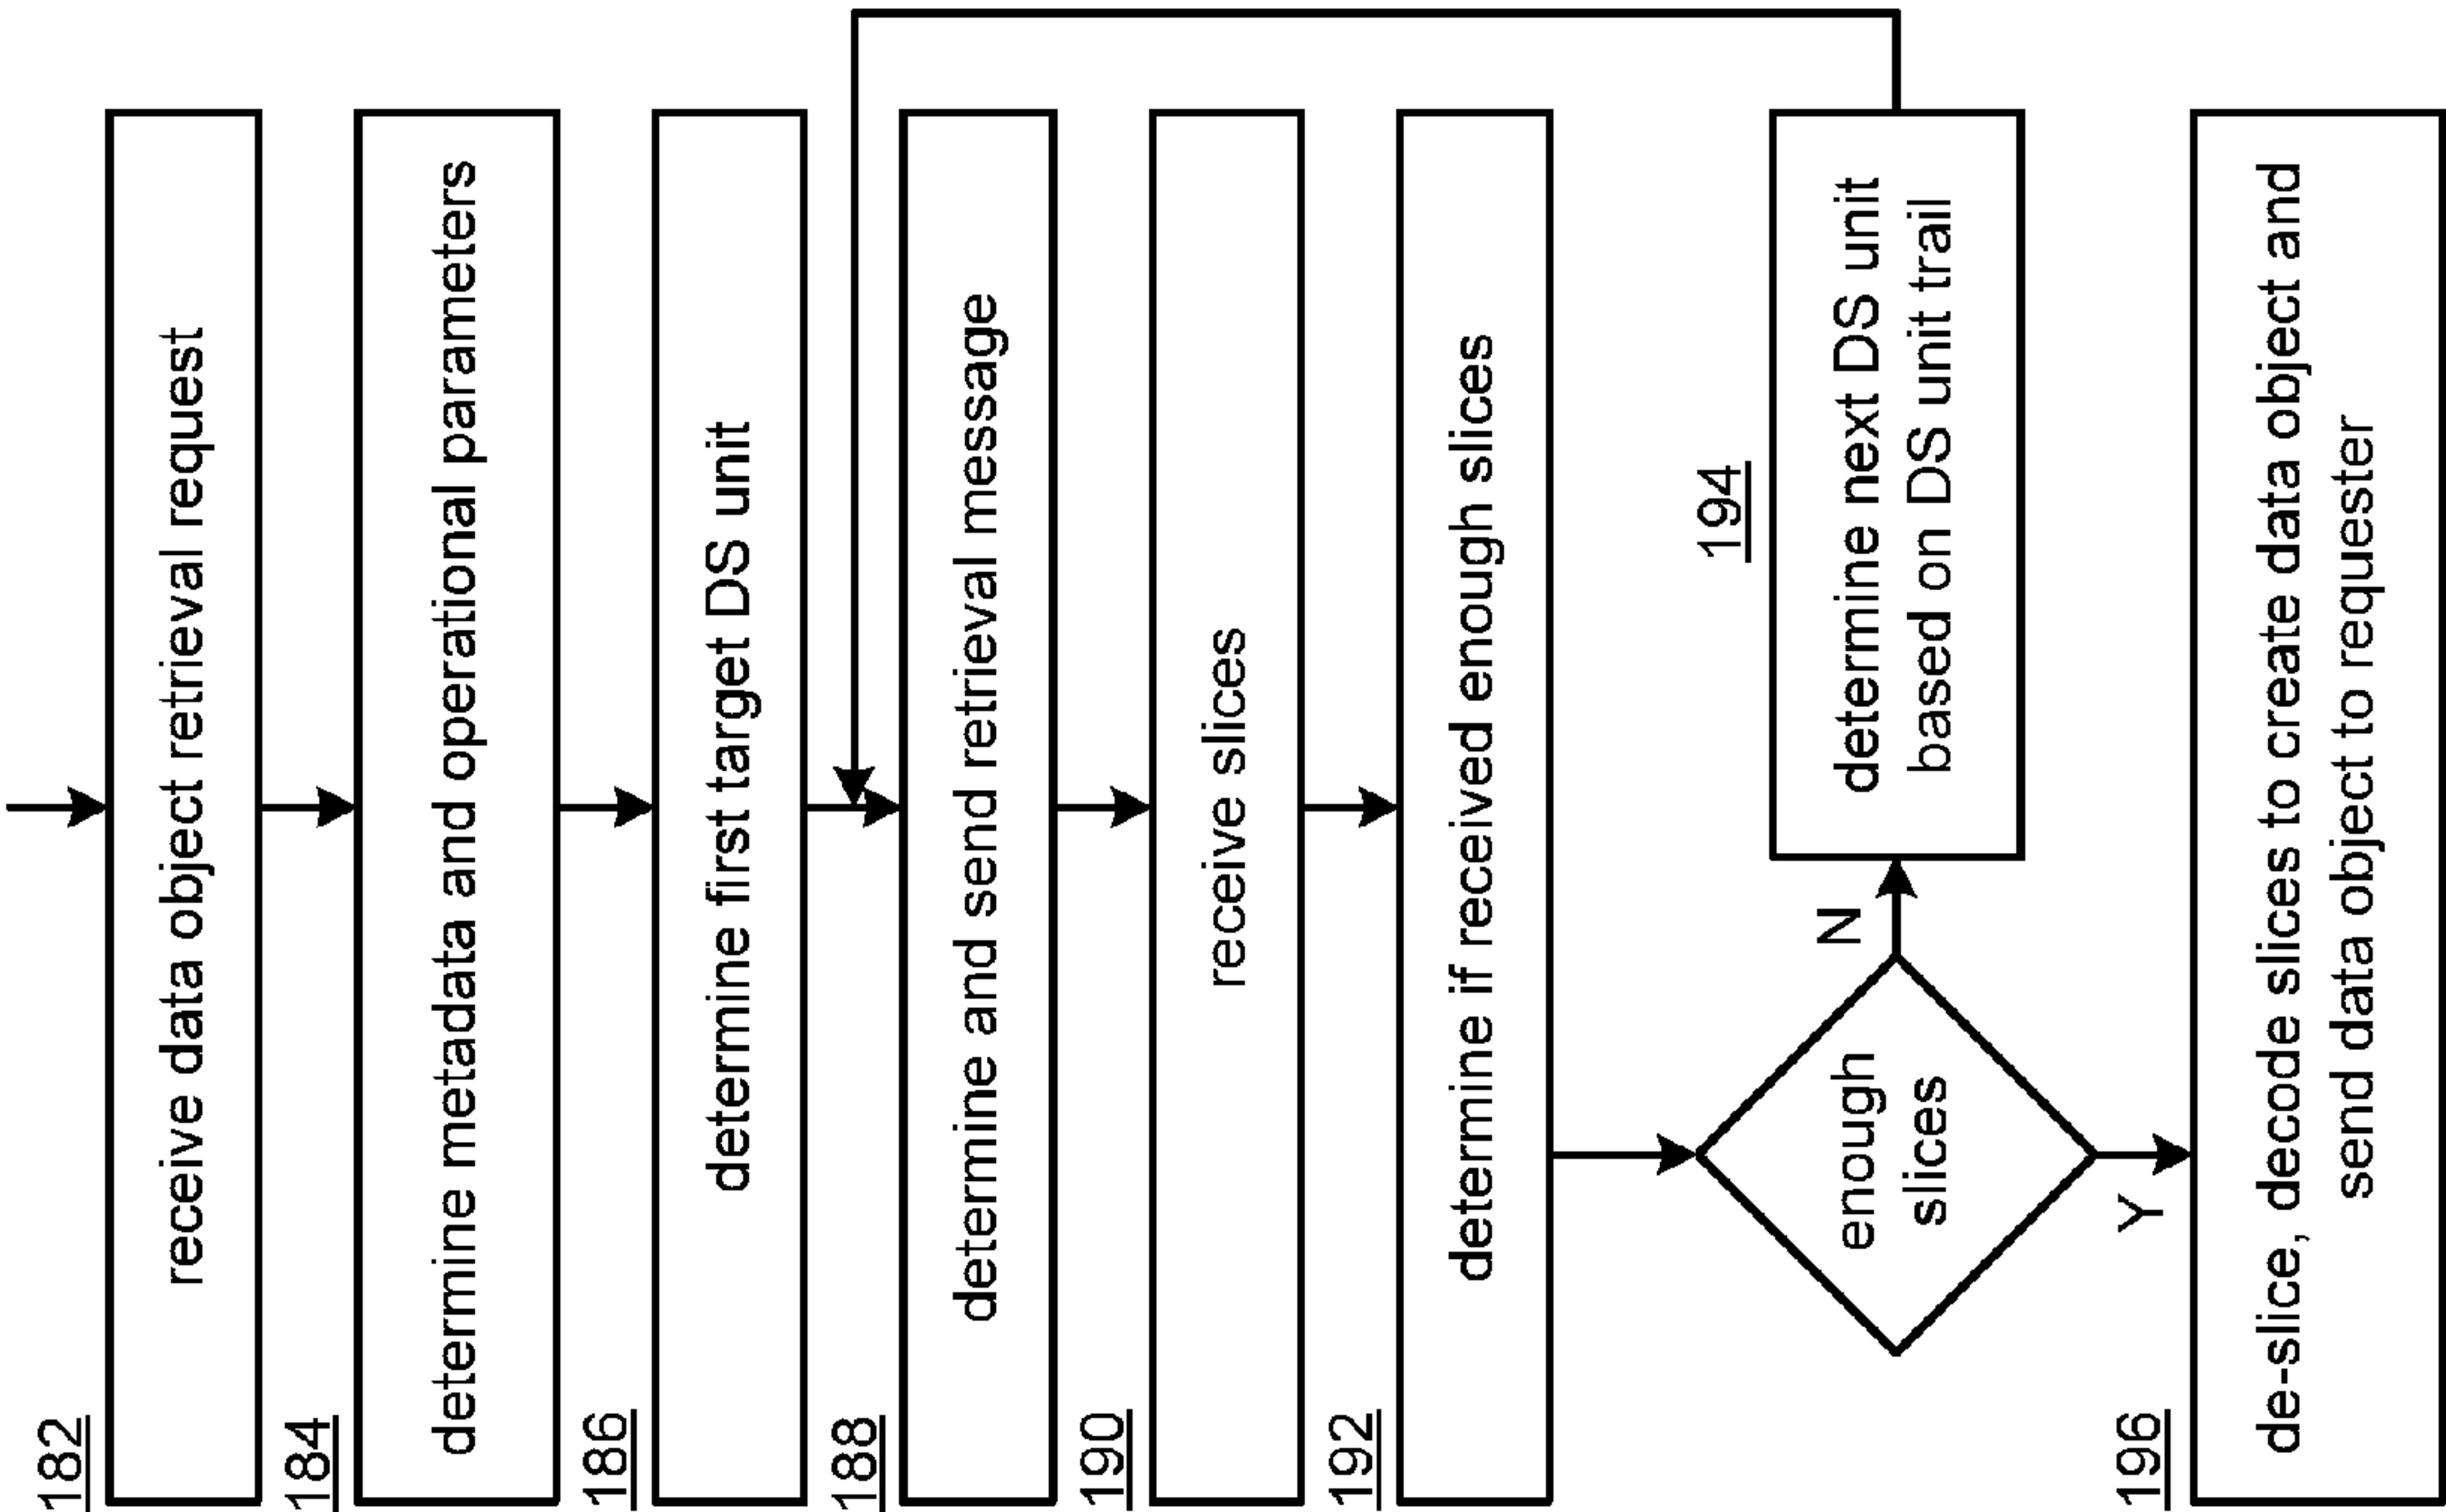 182
receive data object retrieval request
184
determine metadata and operational parameters
186
determine first target DS unit
188
determine and send retrieval message
190
receive slices
192
determine if received enough slices
enough
slices
N
194
determine next DS unit
based on DS unit trail
Y
196
de-slice, decode slices to create data object and
send data object to requester